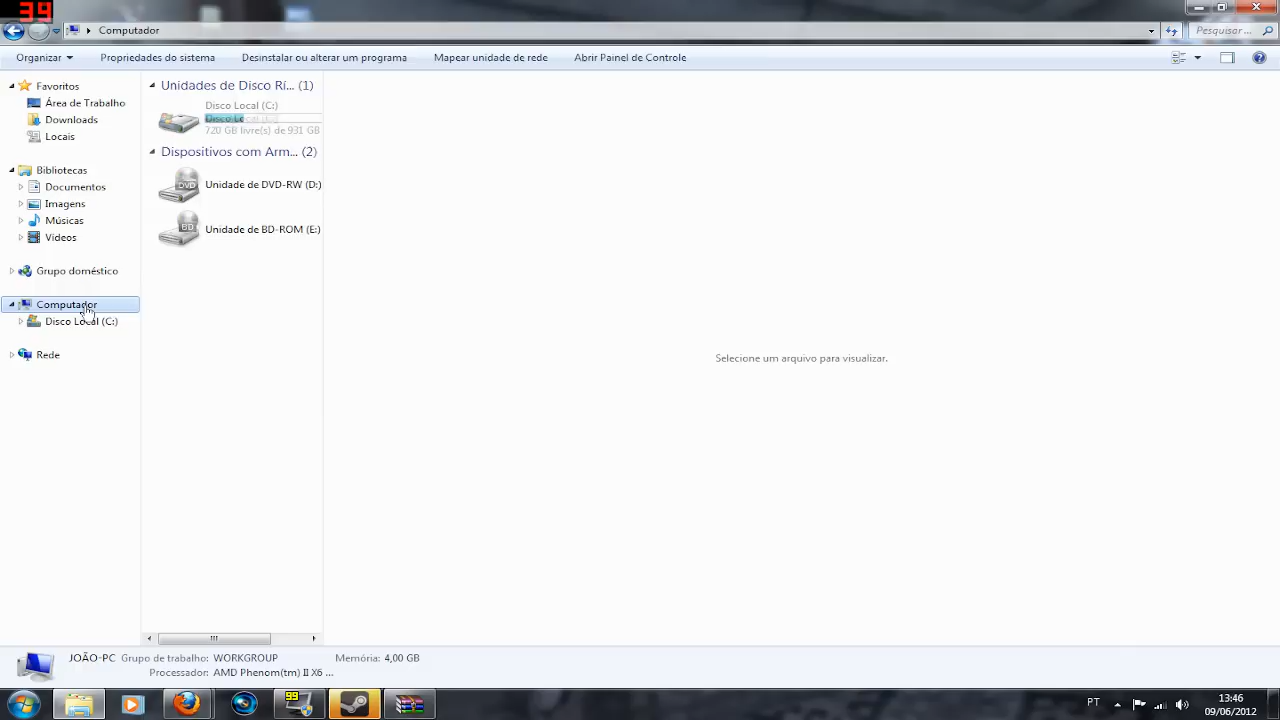 39
Computador
Pesquisar ...
Organizar
Propriedades do sistema
Desinstalar ou alterar um programa
Mapear unidade de rede
Abrir Painel de Controle
Favoritos
Área de Trabalho
Downloads
Locais
Bibliotecas
Documentos
Imagens
Músicas
Vídeos
Grupo doméstico
Computador
Disco Local (C:)
Rede
Unidades de Disco Rí... (1)
Disco Local (C:)
Disco Local (C:)
720 GB livre(s) de 931 GB
Dispositivos com Arm... (2)
DVD
Unidade de DVD-RW (D:)
BD
Unidade de BD-ROM (E:)
Selecione um arquivo para visualizar.
JOÃO-PC
Grupo de trabalho: WORKGROUP
Memória: 4,00 GB
Processador: AMD Phenom(tm) II X6 ...
99
PT
13:46
09/06/2012